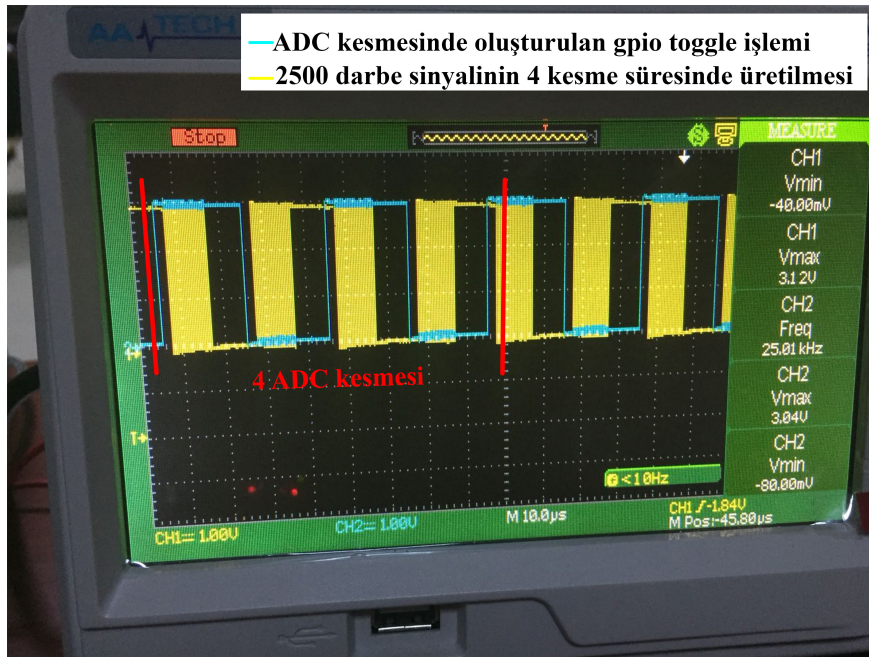 AA TECH
ADC kesmesinde oluşturulan gpio toggle işlemi
2500 darbe sinyalinin 4 kesme süresinde üretilmesi
Stop
MEASURE
CH1
Vmin
-40.00mV
CH1
Vmax
3.12V
CH2
Freq
25.01kHz
CH2
Vmax
3.04V
CH2
Vmin
-80.00mV
4 ADC kesmesi
<10Hz
CH1 1.00V
CH2 1.00V
M 10.0µs
CH1 -1.84V
M Pos:-45.80µs